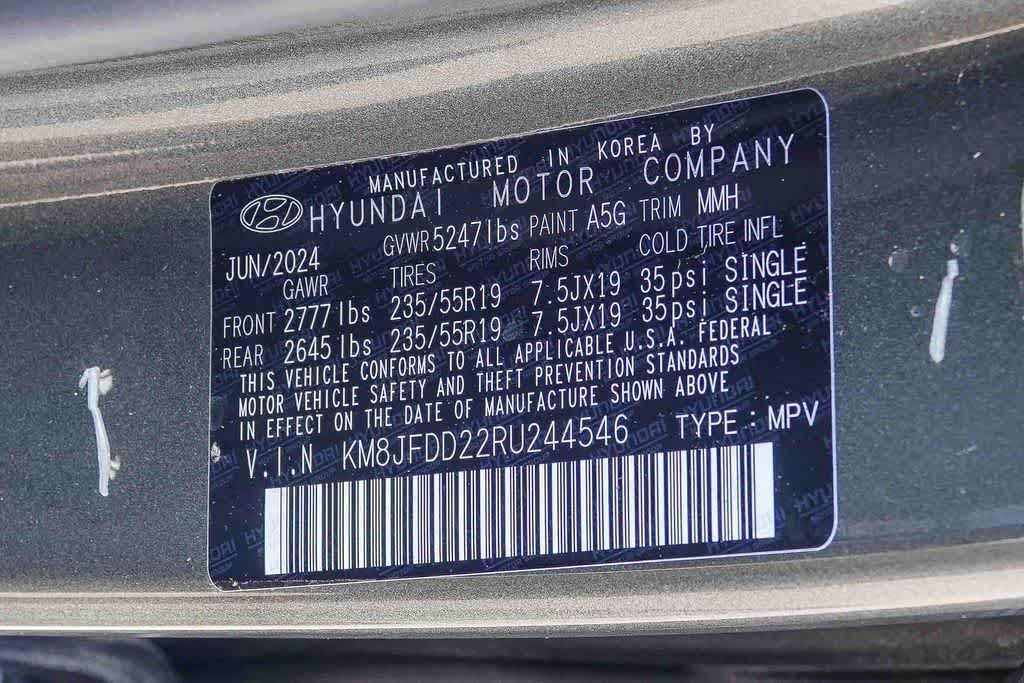 MANUFACTURED IN KOREA BY
HYUNDAI MOTOR COMPANY
JUN/2024 GVWR 5247lbs PAINT A5G TRIM MMH
GAWR TIRES RIMS COLD TIRE INFL
FRONT 2777lbs 235/55R19 7.5JX19 35psi SINGLE
REAR 2645lbs 235/55R19 7.5JX19 35psi SINGLE
THIS VEHICLE CONFORMS TO ALL APPLICABLE U.S.A. FEDERAL
MOTOR VEHICLE SAFETY AND THEFT PREVENTION STANDARDS
IN EFFECT ON THE DATE OF MANUFACTURE SHOWN ABOVE
V.I.N KM8JFDD22RU244546 TYPE : MPV